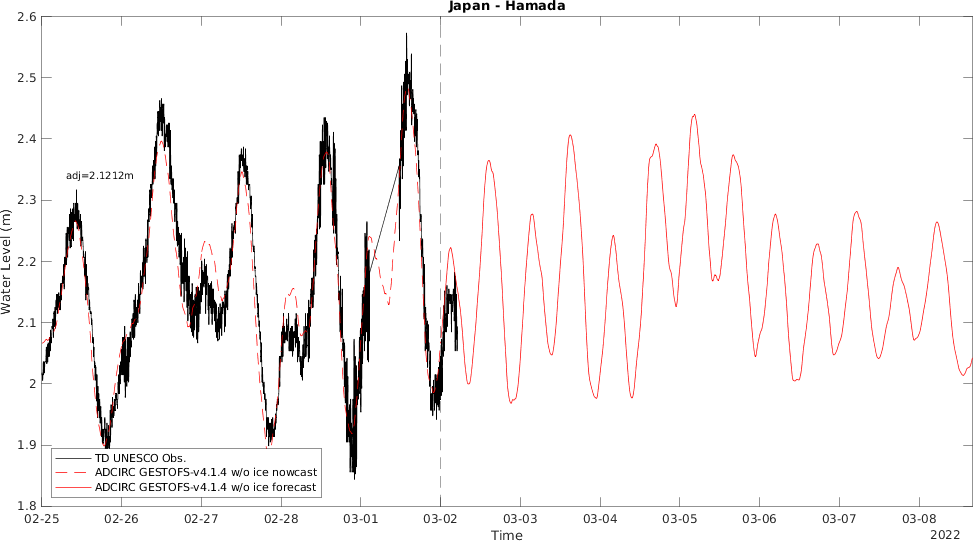 Japan - Hamada
2.6
2.5
2.4
2.3
2.2
2.1
2
1.9
1.8
Water Level (m)
adj=2.1212m
TD UNESCO Obs.
ADCIRC GESTOFS-v4.1.4 w/o ice nowcast
ADCIRC GESTOFS-v4.1.4 w/o ice forecast
02-25 02-26 02-27 02-28 03-01 03-02 03-03 03-04 03-05 03-06 03-07 03-08
2022
Time